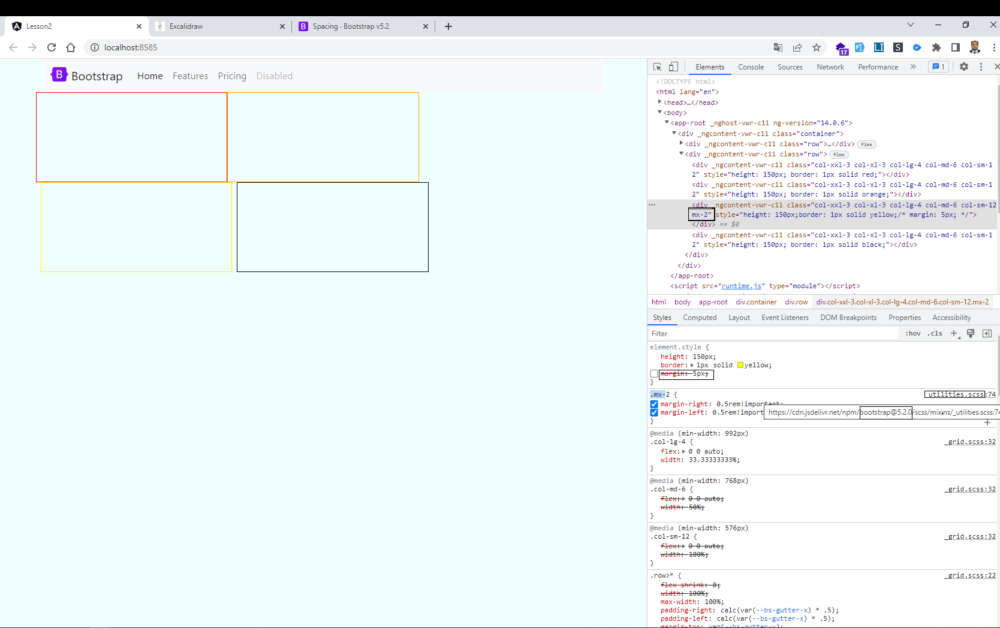 Lesson2
Excalidraw
B Spacing · Bootstrap v5.2
localhost:8585
17
FI
LI
S
B Bootstrap Home Features Pricing Disabled
Elements Console Sources Network Performance » 1
<!DOCTYPE html>
<html lang="en">
<head>…</head>
<body>
<app-root _nghost-vwr-c11 ng-version="14.0.6">
<div _ngcontent-vwr-c11 class="container">
<div _ngcontent-vwr-c11 class="row">…</div> flex
<div _ngcontent-vwr-c11 class="row"> flex
<div _ngcontent-vwr-c11 class="col-xxl-3 col-xl-3 col-lg-4 col-md-6 col-sm-1
2" style="height: 150px; border: 1px solid red;"></div>
<div _ngcontent-vwr-c11 class="col-xxl-3 col-xl-3 col-lg-4 col-md-6 col-sm-1
2" style="height: 150px; border: 1px solid orange;"></div>
<div _ngcontent-vwr-c11 class="col-xxl-3 col-xl-3 col-lg-4 col-md-6 col-sm-12
mx-2" style="height: 150px;border: 1px solid yellow;/* margin: 5px; */">
</div> == $0
<div _ngcontent-vwr-c11 class="col-xxl-3 col-xl-3 col-lg-4 col-md-6 col-sm-1
2" style="height: 150px; border: 1px solid black;"></div>
</div>
</div>
</app-root>
<script src="runtime.js" type="module"></script>
html body app-root div.container div.row div.col-xxl-3.col-xl-3.col-lg-4.col-md-6.col-sm-12.mx-2
Styles Computed Layout Event Listeners DOM Breakpoints Properties Accessibility
Filter :hov .cls
element.style {
height: 150px;
border: 1px solid yellow;
margin: 5px;
}
.mx-2 { _utilities.scss:74
margin-right: 0.5rem!important;
margin-left: 0.5rem!import
https://cdn.jsdelivr.net/npm/bootstrap@5.2.0/scss/mixins/_utilities.scss:74
}
@media (min-width: 992px)
.col-lg-4 { _grid.scss:32
flex: 0 0 auto;
width: 33.33333333%;
}
@media (min-width: 768px)
.col-md-6 { _grid.scss:32
flex: 0 0 auto;
width: 50%;
}
@media (min-width: 576px)
.col-sm-12 { _grid.scss:32
flex: 0 0 auto;
width: 100%;
}
.row>* { _grid.scss:22
flex-shrink: 0;
width: 100%;
max-width: 100%;
padding-right: calc(var(--bs-gutter-x) * .5);
padding-left: calc(var(--bs-gutter-x) * .5);
margin-top: var(--bs-gutter-y);